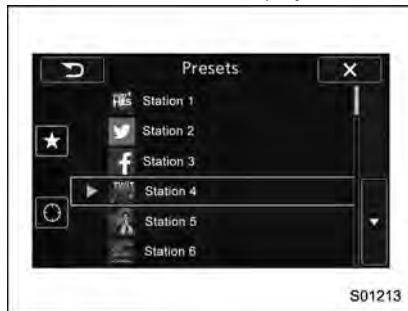 Presets
X
Station 1
Station 2
Station 3
Station 4
Station 5
Station 6
S01213